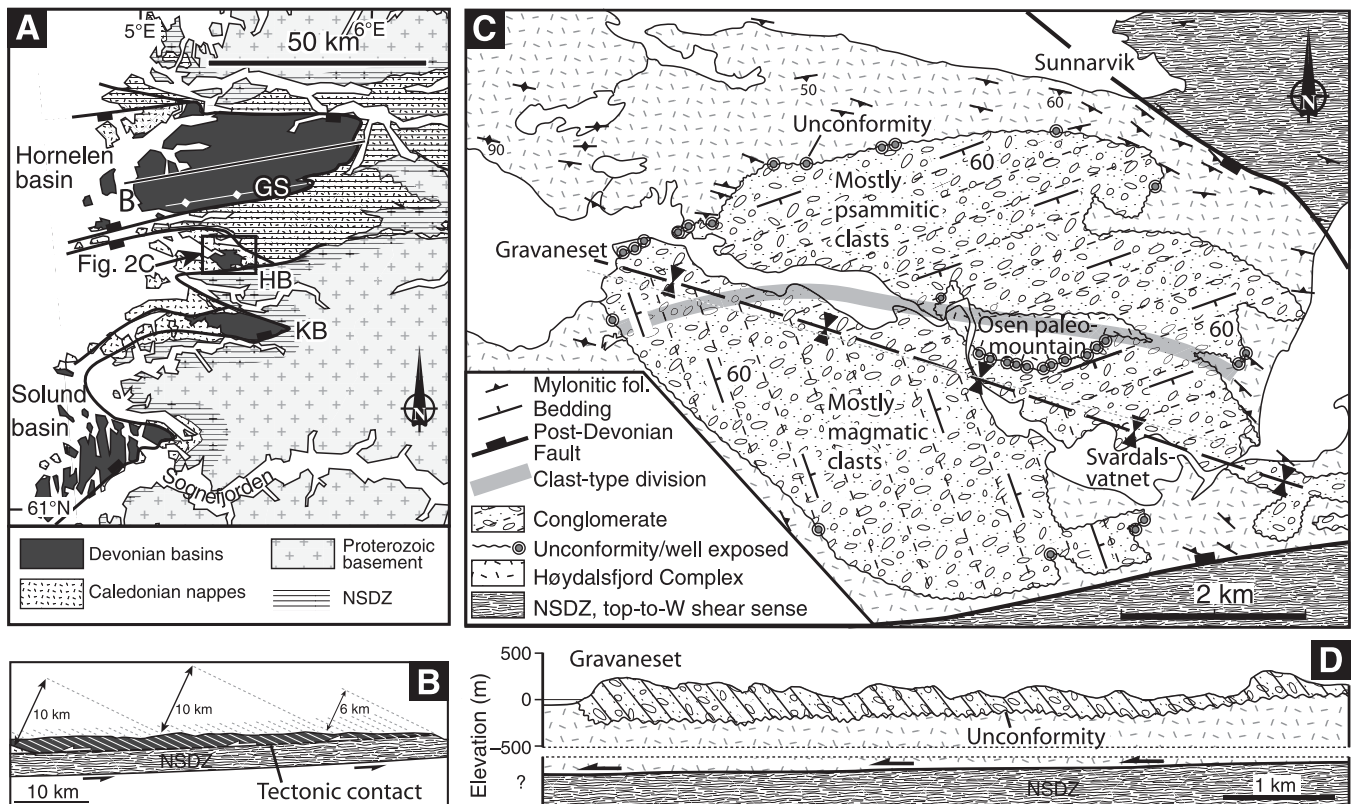 A
5°E
6°E
50 km
Hornelen
basin
B
GS
Fig. 2C
HB
KB
Solund
basin
N
Sognefjorden
61°N
Devonian basins
Proterozoic
basement
Caledonian nappes
NSDZ
C
Sunnarvik
N
50
60
90
Unconformity
60
Mostly
psammitic
clasts
Gravaneset
Osen paleo-
mountain
60
60
Mostly
magmatic
clasts
Svardals-
vatnet
Mylonitic fol.
Bedding
Post-Devonian
Fault
Clast-type division
Conglomerate
Unconformity/well exposed
Høydalsfjord Complex
NSDZ, top-to-W shear sense
2 km
B
10 km
10 km
6 km
NSDZ
10 km
Tectonic contact
D
Elevation (m)
500
0
–500
?
Gravaneset
Unconformity
NSDZ
1 km